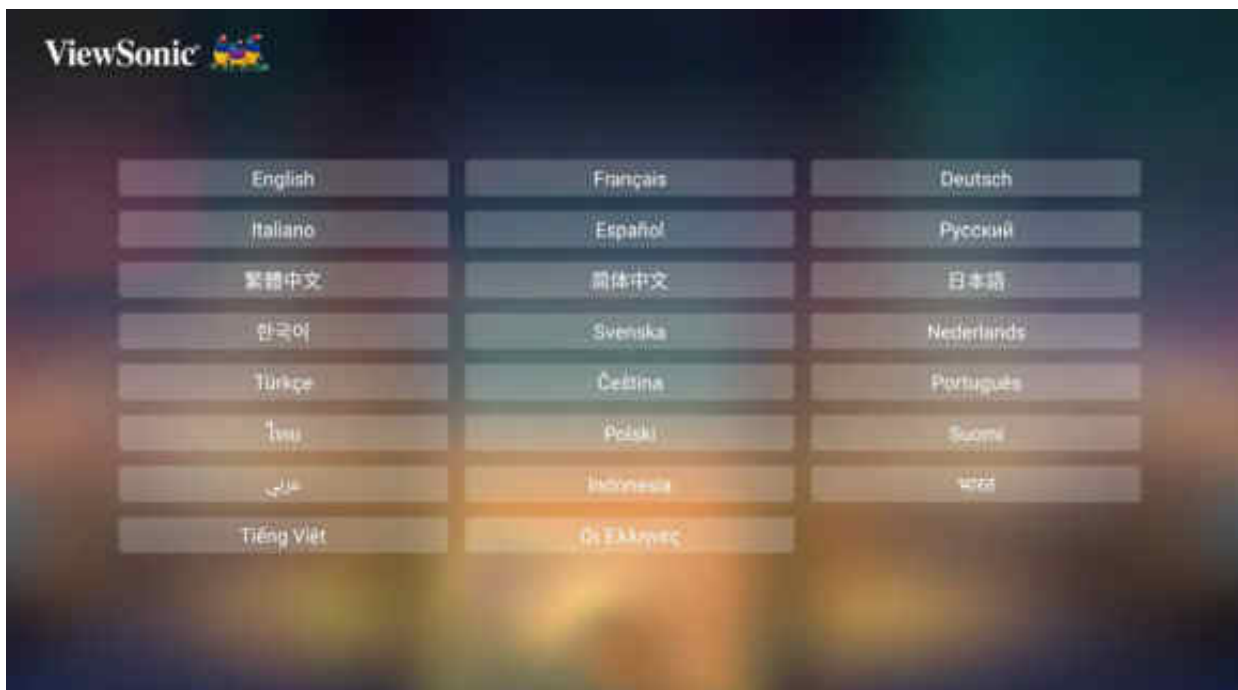 ViewSonic
English Français Deutsch
Italiano Español Русский
繁體中文 简体中文 日本語
한국어 Svenska Nederlands
Türkçe Čeština Português
ไทย Polski Suomi
عربي Indonesia भारत
Tiếng Việt Οι Έλληνες